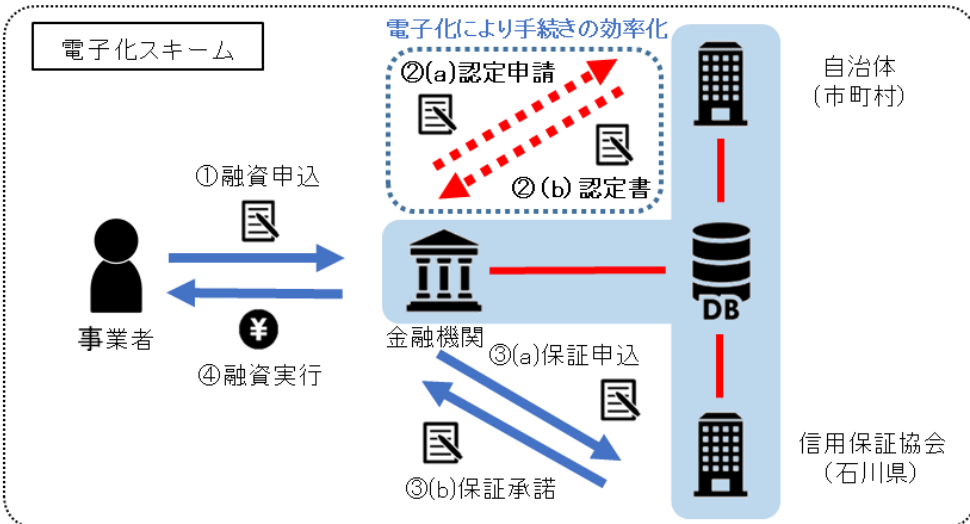 電子化スキーム
電子化により手続きの効率化
②(a)認定申請
②(b)認定書
自治体
(市町村)
①融資申込
事業者
¥
④融資実行
金融機関
DB
③(a)保証申込
③(b)保証承諾
信用保証協会
(石川県)